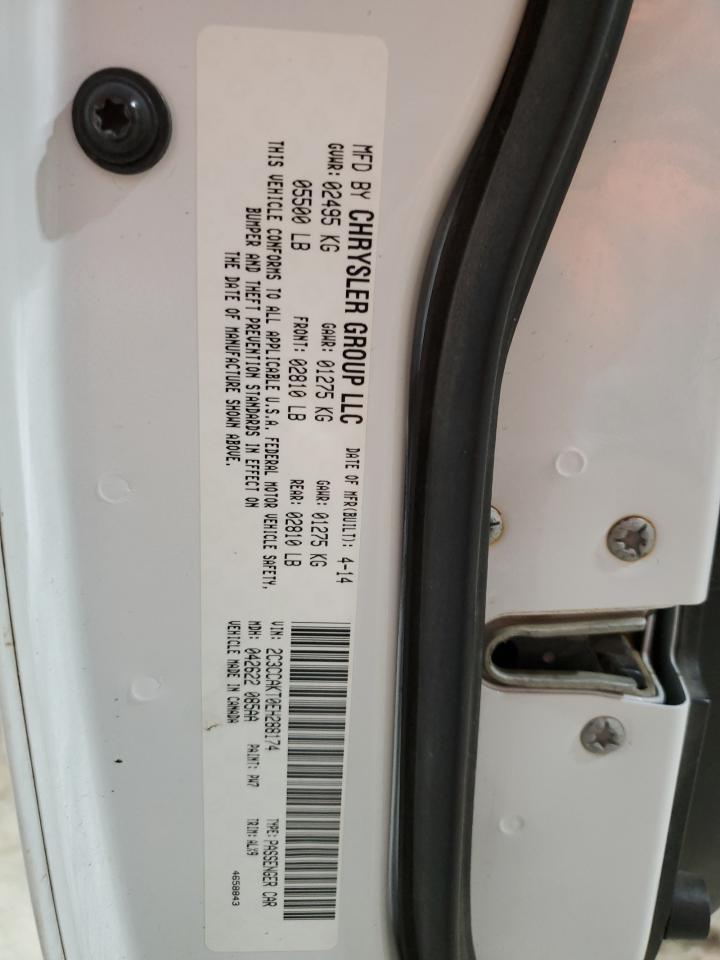 MFD BY CHRYSLER GROUP LLC DATE OF MFR(BUILT): 4-14
GVWR: 02495 KG GAWR: 01275 KG GAWR: 01275 KG
05500 LB FRONT: 02810 LB REAR: 02810 LB
THIS VEHICLE CONFORMS TO ALL APPLICABLE U.S.A. FEDERAL MOTOR VEHICLE SAFETY,
BUMPER AND THEFT PREVENTION STANDARDS IN EFFECT ON
THE DATE OF MANUFACTURE SHOWN ABOVE.
VIN: 2C3CCAKT0EH288174 TYPE: PASSENGER CAR
MDH: 042622 085AA PAINT: PW7 TRIM: ALX9
VEHICLE MADE IN CANADA 4658843